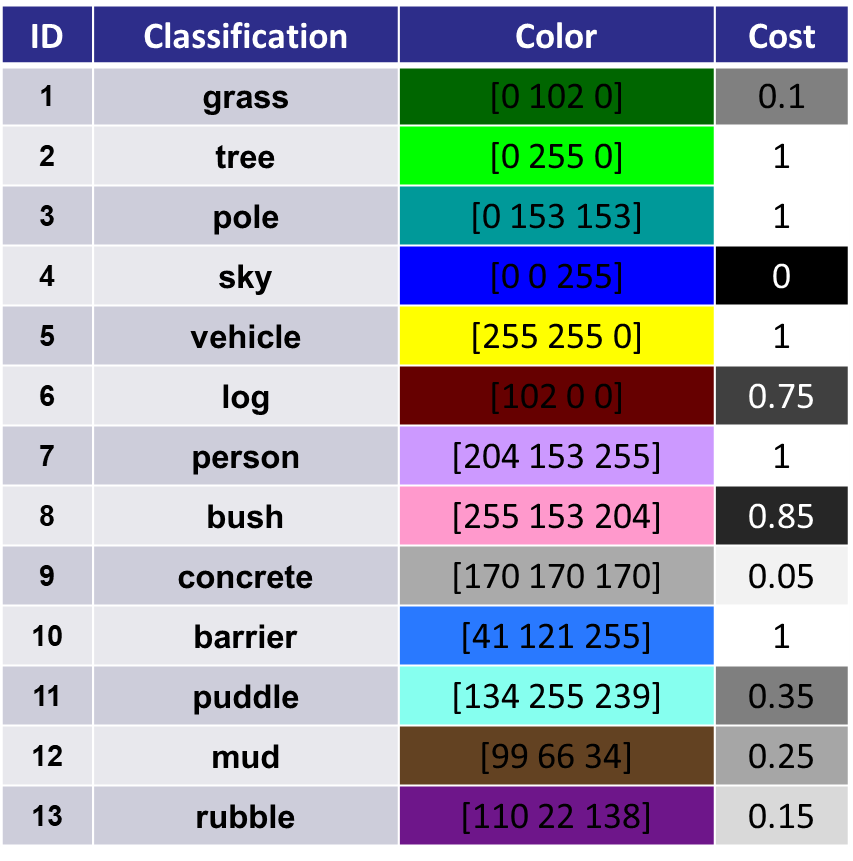 ID Classification Color Cost
1 grass [0 102 0] 0.1
2 tree [0 255 0] 1
3 pole [0 153 153] 1
4 sky [0 0 255] 0
5 vehicle [255 255 0] 1
6 log [102 0 0] 0.75
7 person [204 153 255] 1
8 bush [255 153 204] 0.85
9 concrete [170 170 170] 0.05
10 barrier [41 121 255] 1
11 puddle [134 255 239] 0.35
12 mud [99 66 34] 0.25
13 rubble [110 22 138] 0.15